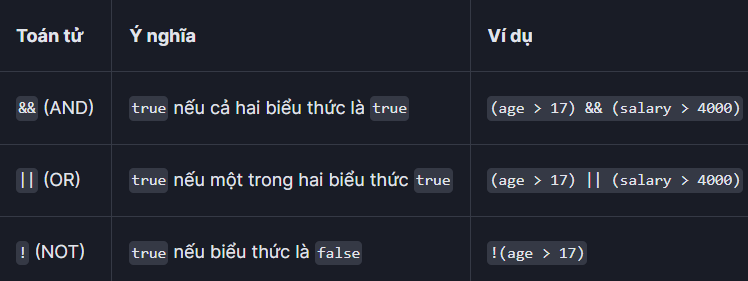 Toán tử Ý nghĩa Ví dụ
&& (AND) true nếu cả hai biểu thức là true (age > 17) && (salary > 4000)
|| (OR) true nếu một trong hai biểu thức true (age > 17) || (salary > 4000)
! (NOT) true nếu biểu thức là false !(age > 17)